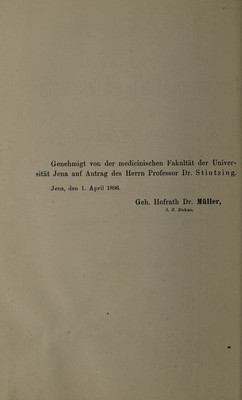 Genehmigt von der medicinischen Fakultät der Univer-
sität Jena auf Antrag des Herrn Professor Dr. Stintzing.
Jena, den 1. April 1896.
Geh. Hofrath Dr. Müller,
d. Z. Dekan.